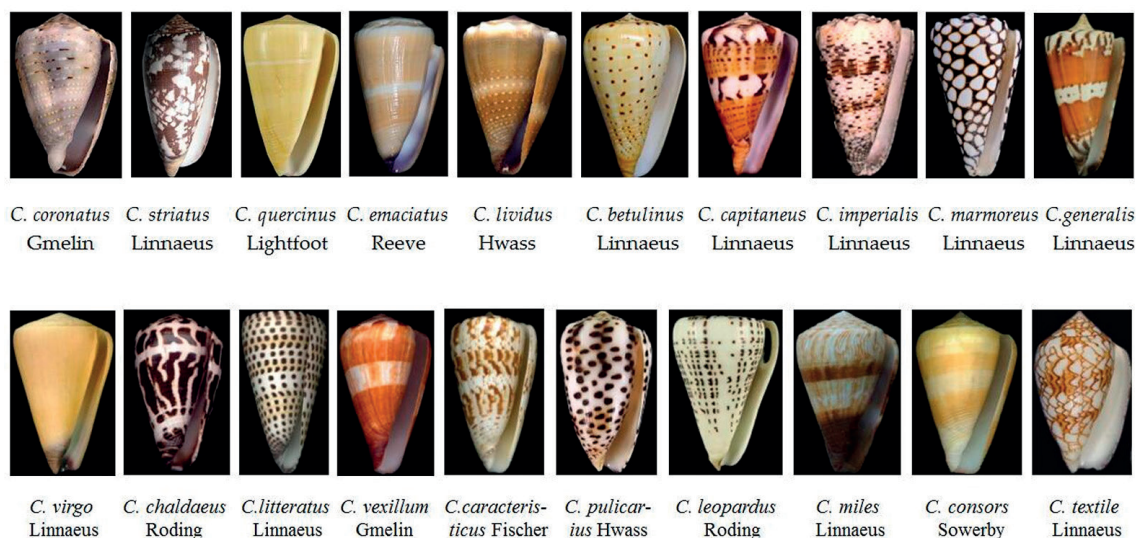 C. coronatus C. striatus C. quercinus C. emaciatus C. lividus C. betulinus C. capitaneus C. imperialis C. marmoreus C.generalis
Gmelin Linnaeus Lightfoot Reeve Hwass Linnaeus Linnaeus Linnaeus Linnaeus Linnaeus
C. virgo C. chaldaeus C.litteratus C. vexillum C.caracteris- C. pulicar- C. leopardus C. miles C. consors C. textile
Linnaeus Roding Linnaeus Gmelin ticus Fischer ius Hwass Roding Linnaeus Sowerby Linnaeus